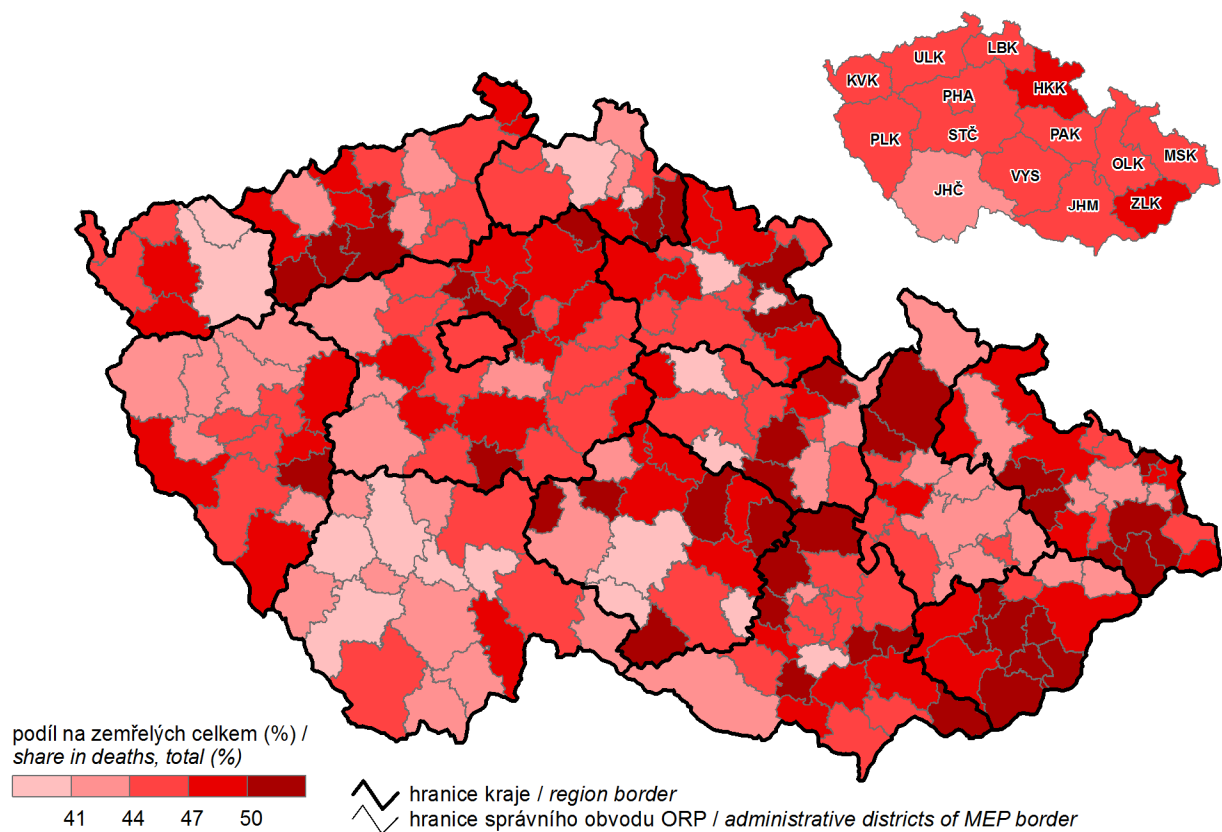 LBK
ULK
KVK
HKK
PHA
STČ
PAK
PLK
OLK
MSK
VYS
JHČ
ZLK
JHM
podíl na zemřelých celkem (%) /
share in deaths, total (%)
41 44 47 50
hranice kraje / region border
hranice správního obvodu ORP / administrative districts of MEP border